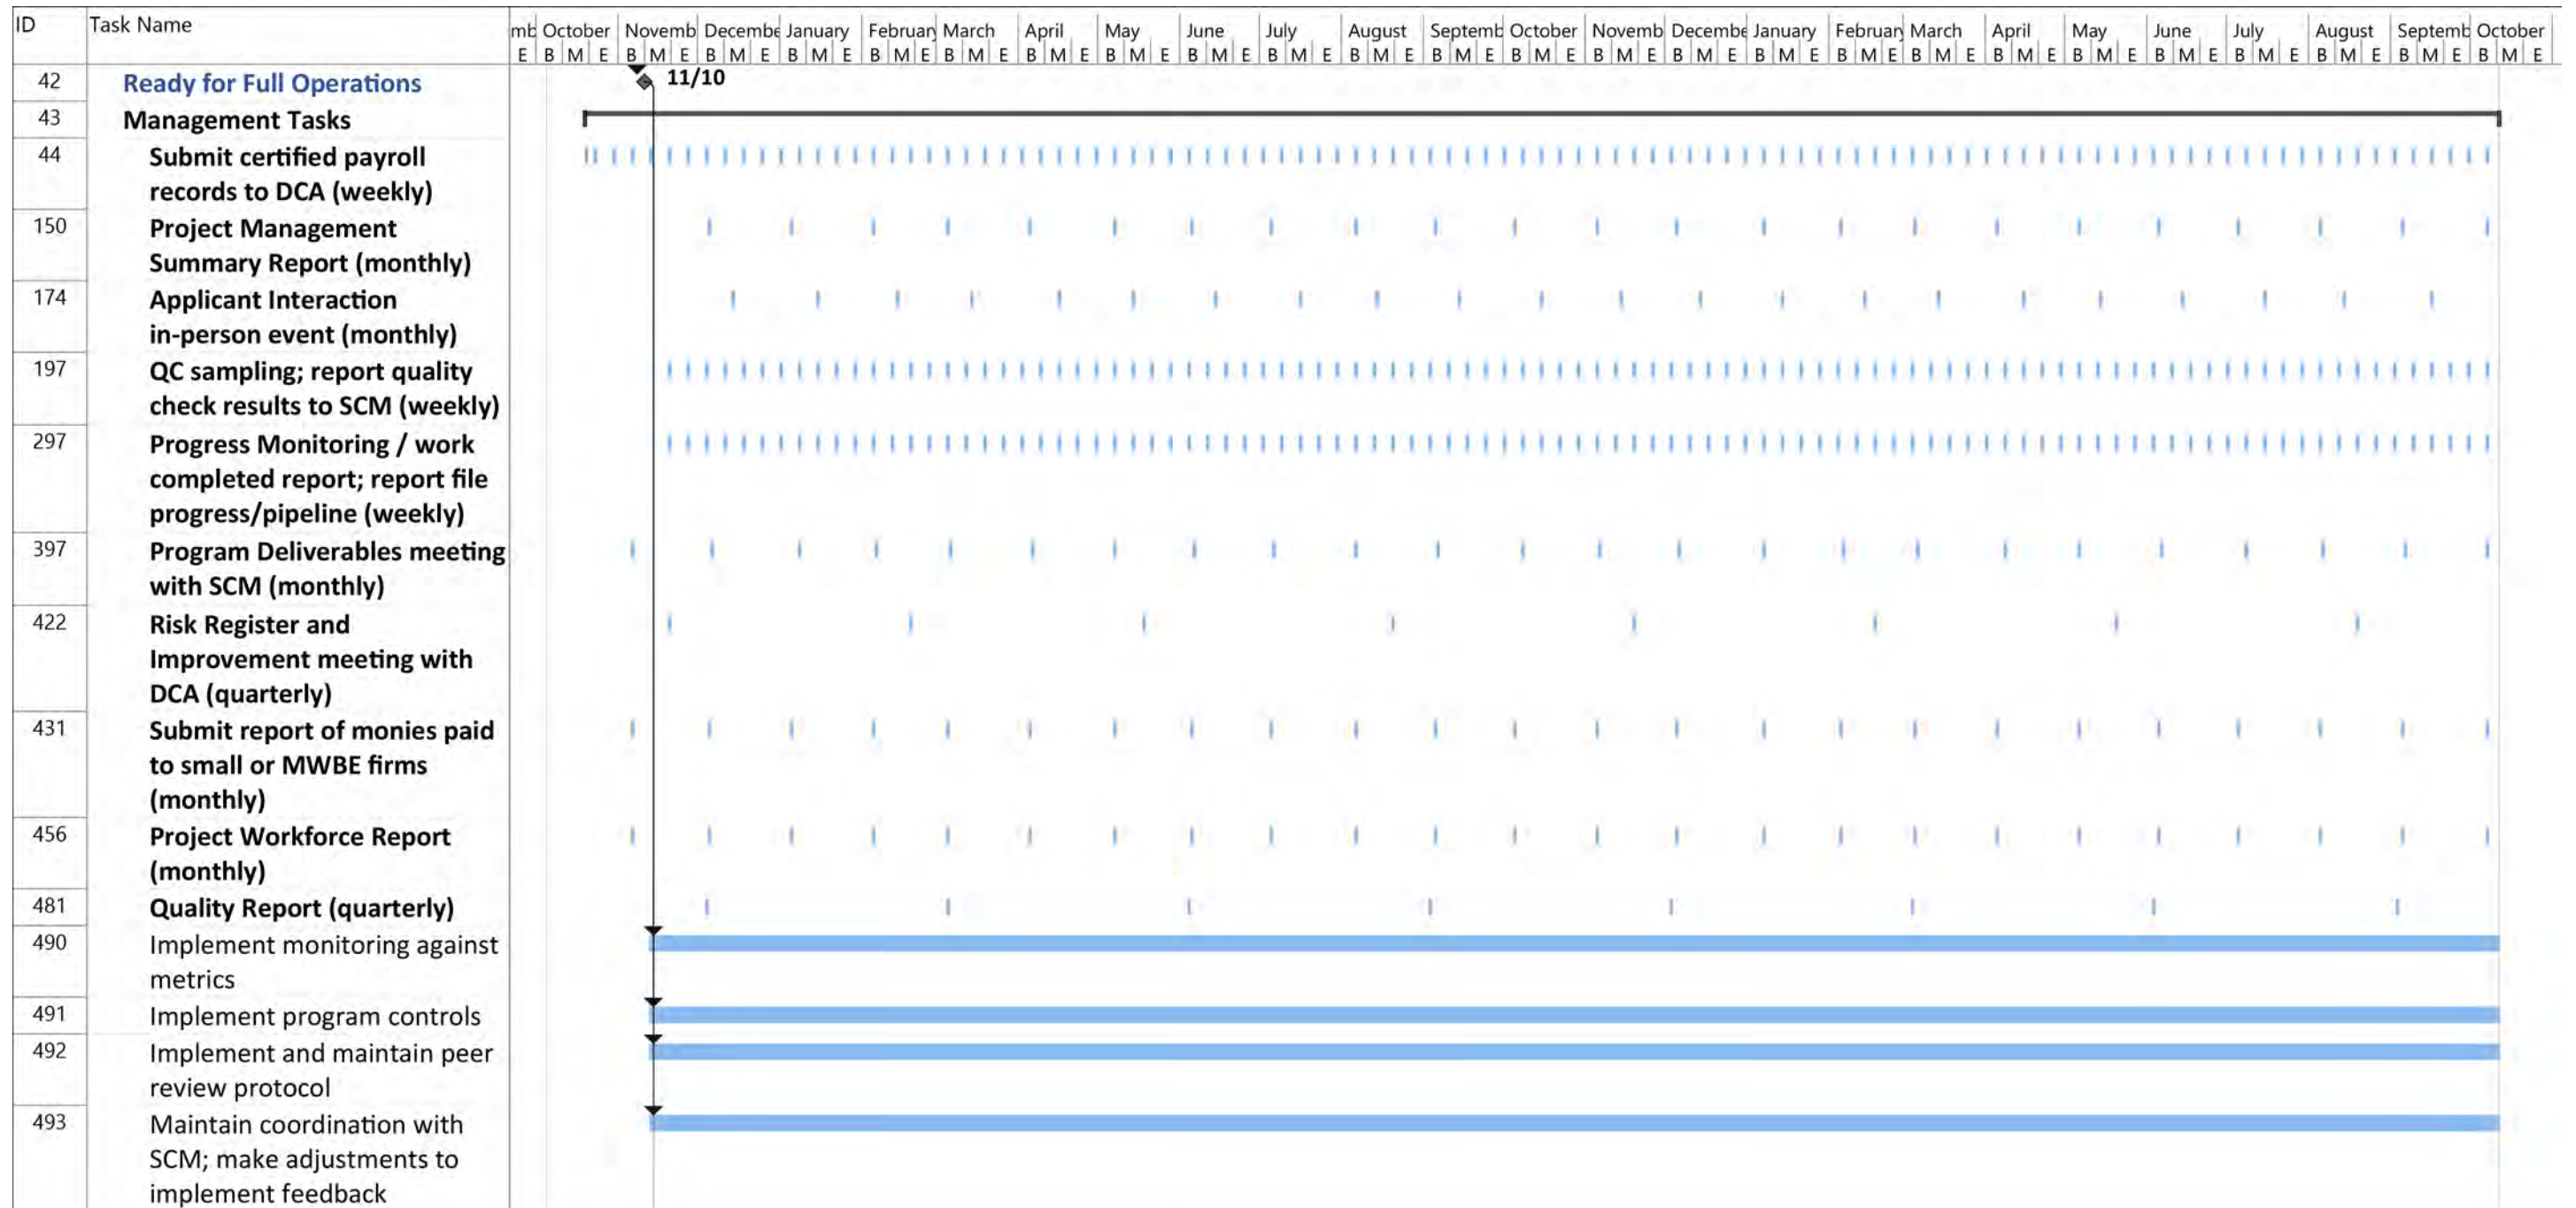 ID Task Name mb October Novemb Decembe January Februar March April May June July August Septemb October Novemb Decembe January Februar March April May June July August Septemb October
E B M E B M E B M E B M E B M E B M E B M E B M E B M E B M E B M E B M E B M E B M E B M E B M E B M E B M E B M E B M E B M E B M E B M E B M E B M E
42 Ready for Full Operations 11/10
43 Management Tasks
44 Submit certified payroll
records to DCA (weekly)
150 Project Management
Summary Report (monthly)
174 Applicant Interaction
in-person event (monthly)
197 QC sampling; report quality
check results to SCM (weekly)
297 Progress Monitoring / work
completed report; report file
progress/pipeline (weekly)
397 Program Deliverables meeting
with SCM (monthly)
422 Risk Register and
Improvement meeting with
DCA (quarterly)
431 Submit report of monies paid
to small or MWBE firms
(monthly)
456 Project Workforce Report
(monthly)
481 Quality Report (quarterly)
490 Implement monitoring against
metrics
491 Implement program controls
492 Implement and maintain peer
review protocol
493 Maintain coordination with
SCM; make adjustments to
implement feedback